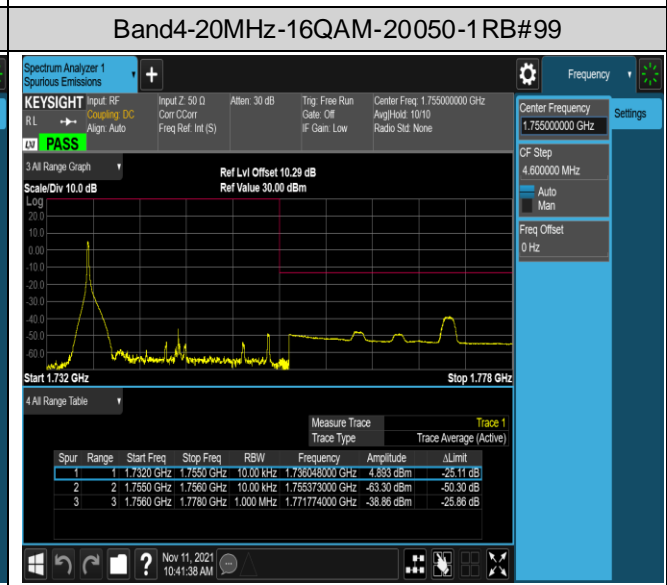 Band4-20MHz-16QAM-20050-1RB#99
Spectrum Analyzer 1
Spurious Emissions
Frequency
KEYSIGHT
Input: RF
Coupling: DC
Align: Auto
Input Z: 50 Ω
Corr CCorr
Freq Ref: Int (S)
Atten: 30 dB
Trig: Free Run
Gate: Off
IF Gain: Low
Center Freq: 1.755000000 GHz
Avg|Hold: 10/10
Radio Std: None
RL
LXI
PASS
Center Frequency
1.755000000 GHz
Settings
CF Step
4.600000 MHz
Auto
Man
Freq Offset
0 Hz
3 All Range Graph
Scale/Div 10.0 dB
Ref Lvl Offset 10.29 dB
Ref Value 30.00 dBm
Log
20.0
10.0
0.00
-10.0
-20.0
-30.0
-40.0
-50.0
-60.0
Start 1.732 GHz
Stop 1.778 GHz
4 All Range Table
Measure Trace Trace 1
Trace Type Trace Average (Active)
Spur Range Start Freq Stop Freq RBW Frequency Amplitude ΔLimit
1 1 1.7320 GHz 1.7550 GHz 10.00 kHz 1.736048000 GHz 4.893 dBm -25.11 dB
2 2 1.7550 GHz 1.7560 GHz 10.00 kHz 1.755373000 GHz -63.30 dBm -50.30 dB
3 3 1.7560 GHz 1.7780 GHz 1.000 MHz 1.771774000 GHz -38.86 dBm -25.86 dB
Nov 11, 2021
10:41:38 AM